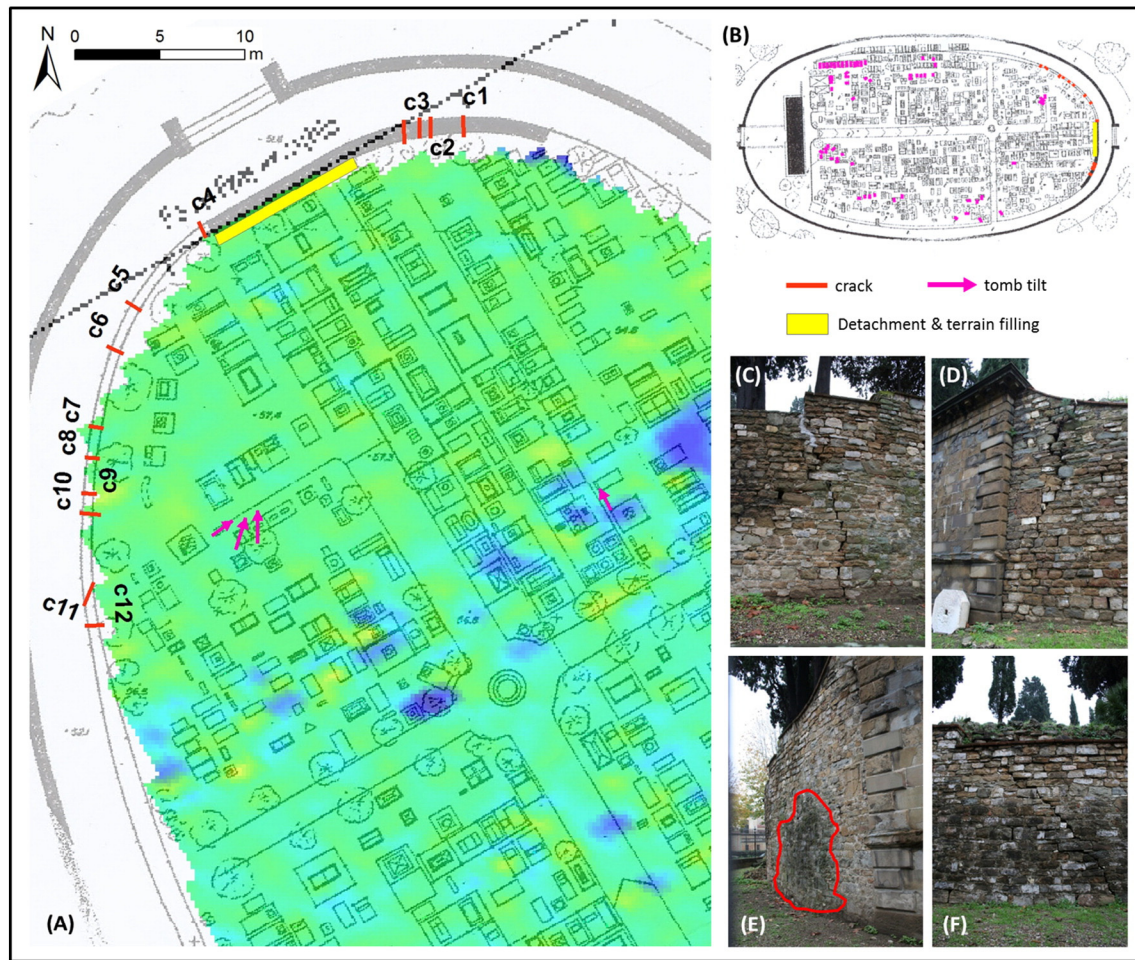 N
0 5 10
m
(B)
c3 c1
c2
c4
c5
c6
c7
c8
c9
c10
c11
c12
(A)
crack
tomb tilt
Detachment & terrain filling
(C)
(D)
(E)
(F)